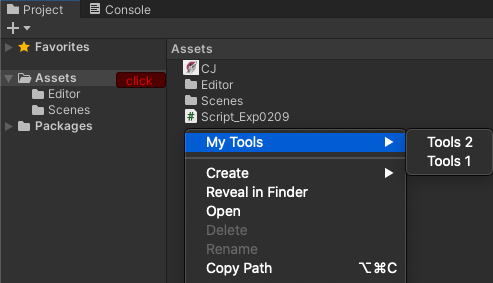 Project
Console
Favorites
Assets
click
Editor
Scenes
Packages
Assets
CJ
Editor
Scenes
Script_Exp0209
My Tools
Tools 2
Tools 1
Create
Reveal in Finder
Open
Delete
Rename
Copy Path ⌥⌘C